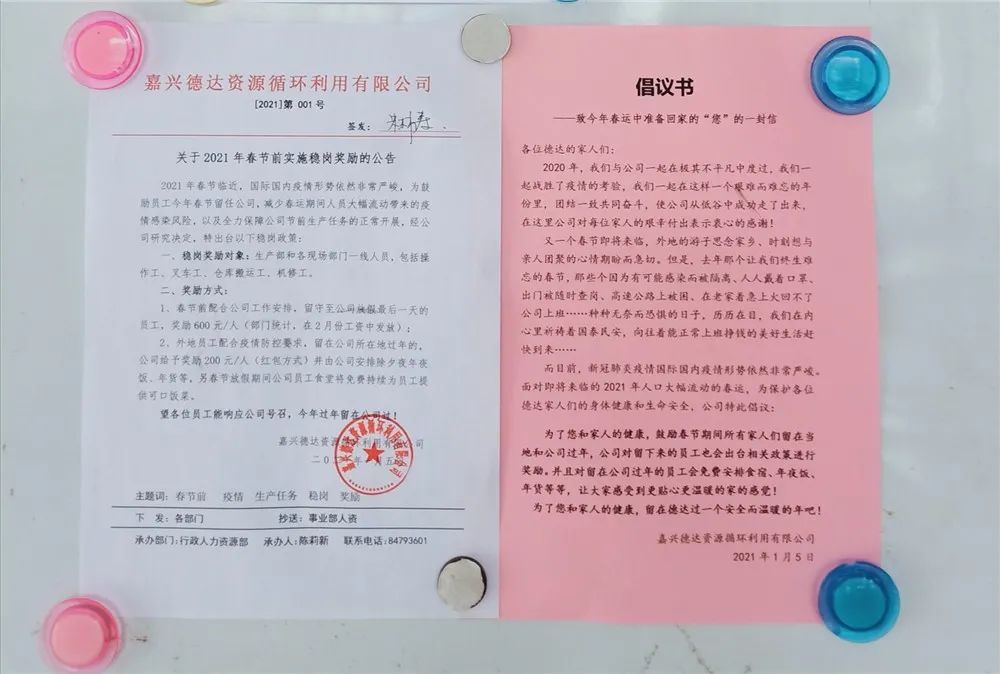 嘉兴德达资源循环利用有限公司
[2021]第 001 号
签发：
关于 2021 年春节前实施稳岗奖励的公告
2021 年春节临近，国际国内疫情形势依然非常严峻，为鼓
励员工今年春节留任公司，减少春运期间人员大幅流动带来的疫
情感染风险，以及全力保障公司节前生产任务的正常开展，经公
司研究决定，特出台以下稳岗政策：
一、稳岗奖励对象：生产部和各现场部门一线人员，包括操
作工、叉车工、仓库搬运工、机修工。
二、奖励方式：
1、春节前配合公司工作安排，留守至公司施假最后一天的
员工，奖励 600 元/人（部门统计，在 2 月份工资中发放）；
2、外地员工配合疫情防控要求，留在公司所在地过年的，
公司给予奖励 200 元/人（红包方式）并由公司安排除夕夜年夜
饭、年货等，另春节放假期间公司员工食堂将免费持续为员工提
供可口饭菜。
望各位员工能响应公司号召，今年过年留在公司过！
嘉兴德达资源循环利用有限公司
主题词：春节前 疫情 生产任务 稳岗 奖励
下 发：各部门 抄送：事业部人资
承办部门：行政人力资源部 承办人：陈莉新 联系电话：84793601
倡议书
——致今年春运中准备回家的“您”的一封信
各位德达的家人们：
2020 年，我们与公司一起在极其不平凡中度过，我们一
起战胜了疫情的考验，我们一起在这样一个艰难而难忘的年
份里，团结一致共同奋斗，使公司从低谷中成功走了出来，
在这里公司对每位家人的艰辛付出表示衷心的感谢！
又一个春节即将来临，外地的游子思念家乡、时刻想与
亲人团聚的心情期盼而急切。但是，去年那个让我们终生难
忘的春节，那些个因为有可能感染而被隔离、人人戴着口罩、
出门被随时查岗、高速公路上被困、在老家着急上火回不了
公司上班……种种无奈而恐惧的日子，历历在目，我们在内
心里祈祷着国泰民安，向往着能正常上班挣钱的美好生活赶
快到来……
而目前，新冠肺炎疫情国际国内疫情形势依然非常严峻。
面对即将来临的 2021 年人口大幅流动的春运，为保护各位
德达家人们的身体健康和生命安全，公司特此倡议：
为了您和家人的健康，鼓励春节期间所有家人们留在当
地和公司过年，公司对留下来的员工也会出台相关政策进行
奖励。并且对留在公司过年的员工会免费安排食宿、年夜饭、
年货等等，让大家感受到更贴心更温暖的家的感觉！
为了您和家人的健康，留在德达过一个安全而温暖的年吧！
嘉兴德达资源循环利用有限公司
2021 年 1 月 5 日